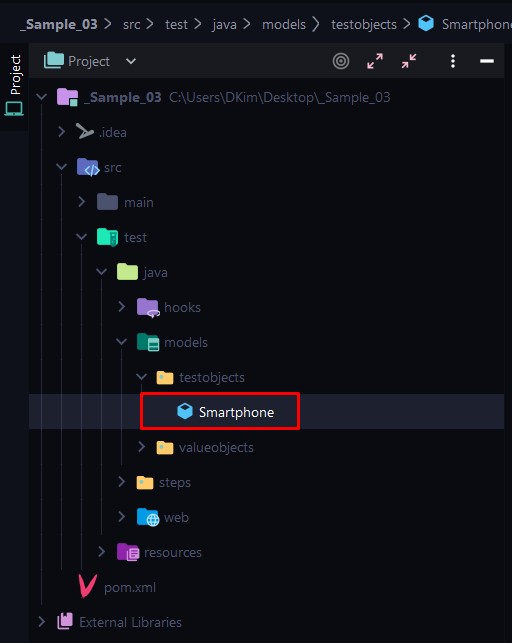 _Sample_03 > src > test > java > models > testobjects > Smartphone
Project
Project
_Sample_03 C:\Users\DKim\Desktop\_Sample_03
.idea
src
main
test
java
hooks
models
testobjects
Smartphone
valueobjects
steps
web
resources
pom.xml
External Libraries